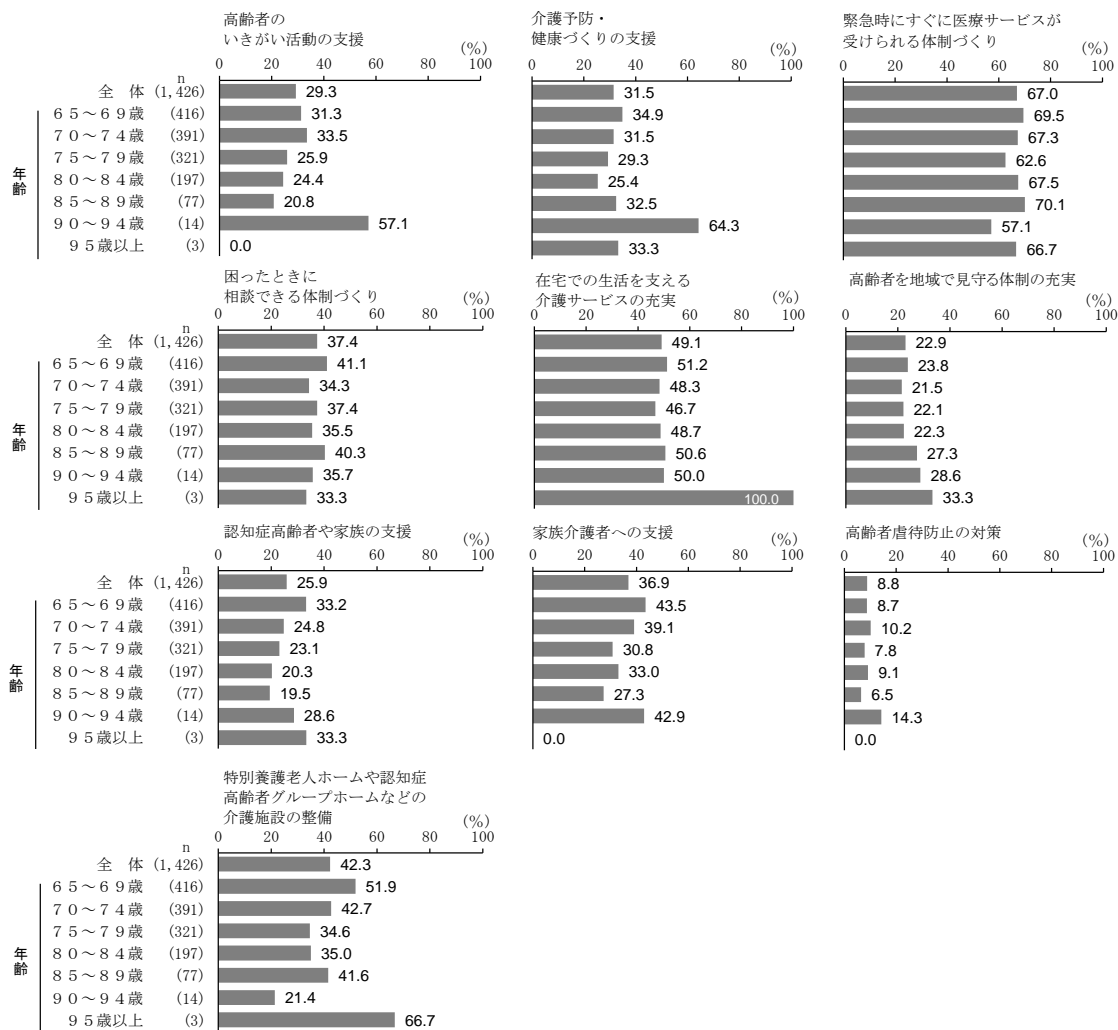 高齢者の
いきがい活動の支援
(%)
0 20 40 60 80 100
n
全 体 (1,426) 29.3
65～69歳 (416) 31.3
70～74歳 (391) 33.5
75～79歳 (321) 25.9
80～84歳 (197) 24.4
85～89歳 (77) 20.8
90～94歳 (14) 57.1
95歳以上 (3) 0.0
年齢
介護予防・
健康づくりの支援
(%)
0 20 40 60 80 100
31.5
34.9
31.5
29.3
25.4
32.5
64.3
33.3
緊急時にすぐに医療サービスが
受けられる体制づくり
(%)
0 20 40 60 80 100
67.0
69.5
67.3
62.6
67.5
70.1
57.1
66.7
困ったときに
相談できる体制づくり
(%)
0 20 40 60 80 100
n
全 体 (1,426) 37.4
65～69歳 (416) 41.1
70～74歳 (391) 34.3
75～79歳 (321) 37.4
80～84歳 (197) 35.5
85～89歳 (77) 40.3
90～94歳 (14) 35.7
95歳以上 (3) 33.3
年齢
在宅での生活を支える
介護サービスの充実
(%)
0 20 40 60 80 100
49.1
51.2
48.3
46.7
48.7
50.6
50.0
100.0
高齢者を地域で見守る体制の充実
(%)
0 20 40 60 80 100
22.9
23.8
21.5
22.1
22.3
27.3
28.6
33.3
認知症高齢者や家族の支援
(%)
0 20 40 60 80 100
n
全 体 (1,426) 25.9
65～69歳 (416) 33.2
70～74歳 (391) 24.8
75～79歳 (321) 23.1
80～84歳 (197) 20.3
85～89歳 (77) 19.5
90～94歳 (14) 28.6
95歳以上 (3) 33.3
年齢
家族介護者への支援
(%)
0 20 40 60 80 100
36.9
43.5
39.1
30.8
33.0
27.3
42.9
0.0
高齢者虐待防止の対策
(%)
0 20 40 60 80 100
8.8
8.7
10.2
7.8
9.1
6.5
14.3
0.0
特別養護老人ホームや認知症
高齢者グループホームなどの
介護施設の整備
(%)
0 20 40 60 80 100
n
全 体 (1,426) 42.3
65～69歳 (416) 51.9
70～74歳 (391) 42.7
75～79歳 (321) 34.6
80～84歳 (197) 35.0
85～89歳 (77) 41.6
90～94歳 (14) 21.4
95歳以上 (3) 66.7
年齢